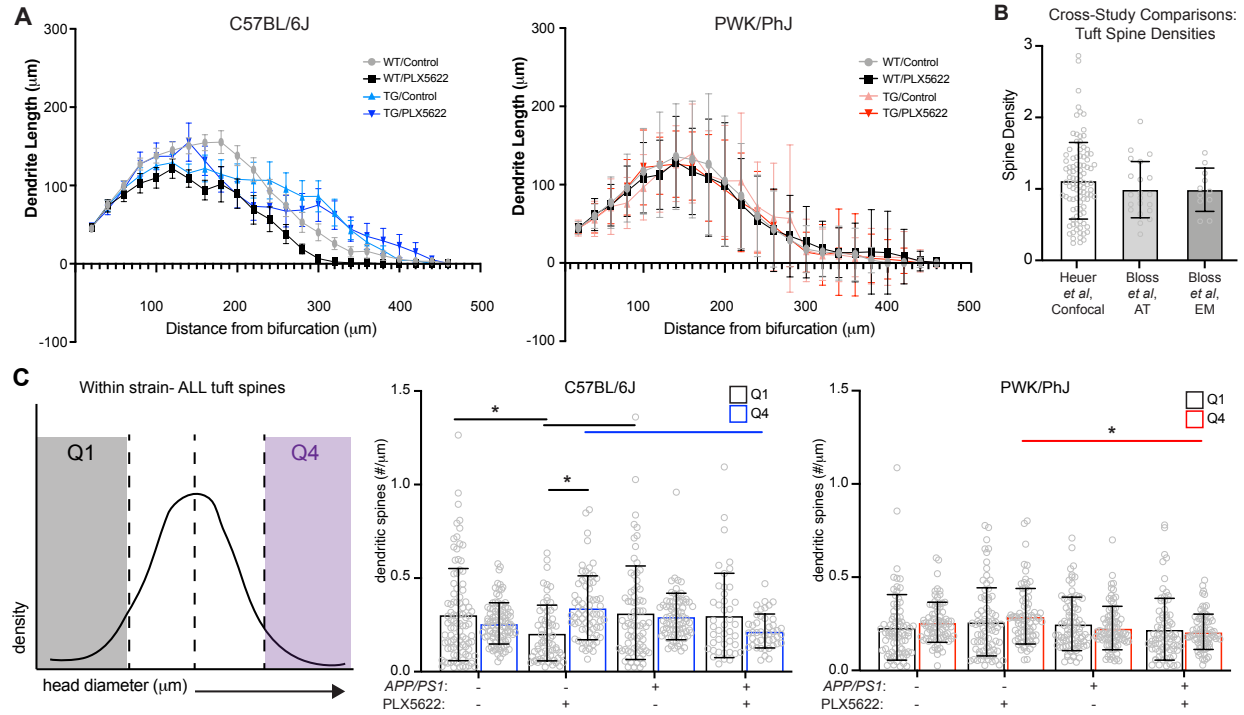 A
C57BL/6J
Dendrite Length (μm)
300
200
100
0
-100
100
200
300
400
500
Distance from bifurcation (μm)
WT/Control
WT/PLX5622
TG/Control
TG/PLX5622
PWK/PhJ
Dendrite Length (μm)
300
200
100
0
-100
100
200
300
400
500
Distance from bifurcation (μm)
WT/Control
WT/PLX5622
TG/Control
TG/PLX5622
B
Cross-Study Comparisons:
Tuft Spine Densities
Spine Density
3
2
1
0
Heuer
et al,
Confocal
Bloss
et al,
AT
Bloss
et al,
EM
C
Within strain- ALL tuft spines
Q1
Q4
density
head diameter (μm)
C57BL/6J
Q1
Q4
dendritic spines (#/μm)
1.5
1.0
0.5
0.0
*
*
APP/PS1:
- - + +
PLX5622:
- + - +
PWK/PhJ
Q1
Q4
dendritic spines (#/μm)
1.5
1.0
0.5
0.0
*
- - + +
- + - +